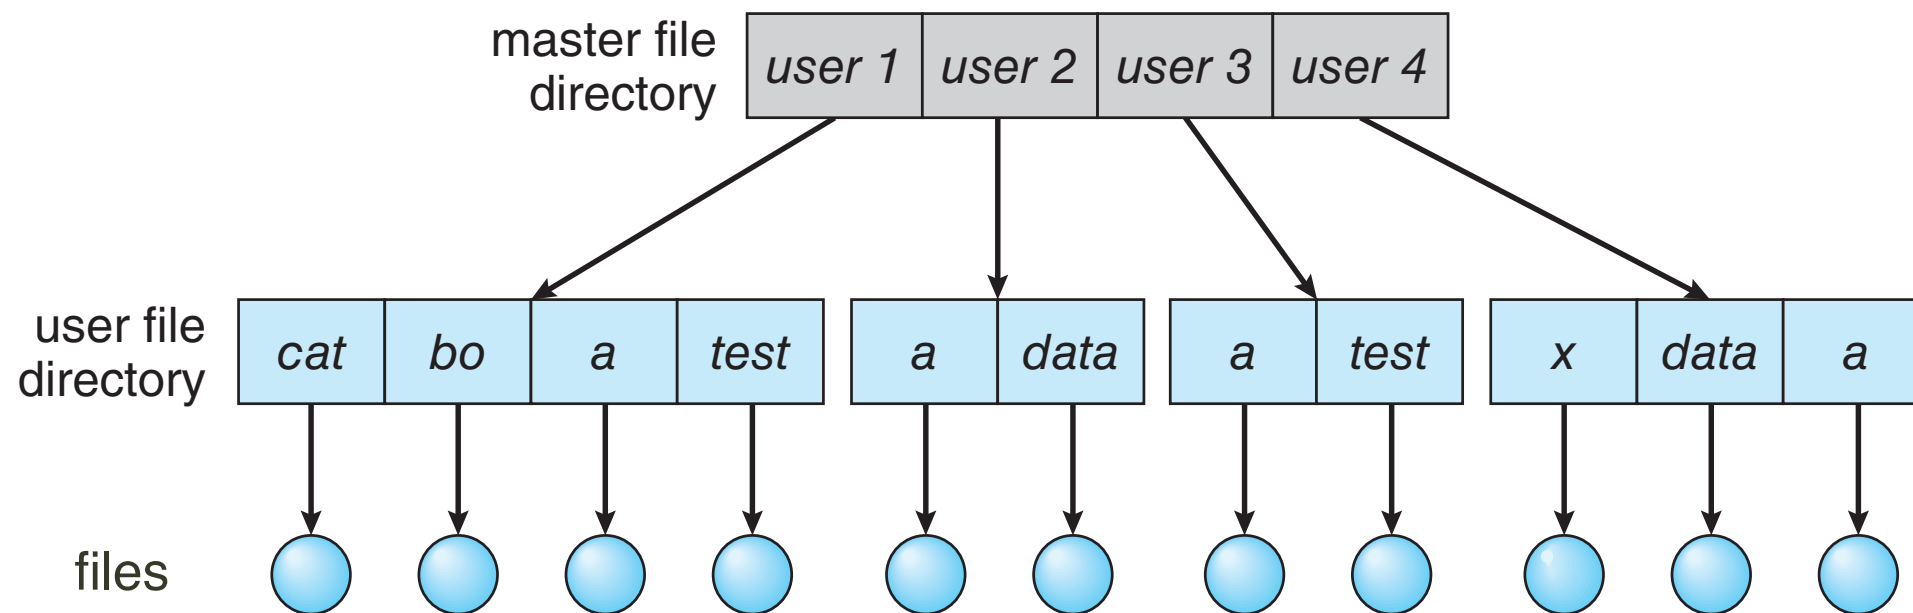 master file
directory
user 1 user 2 user 3 user 4
user file
directory
cat bo a test a data a test x data a
files